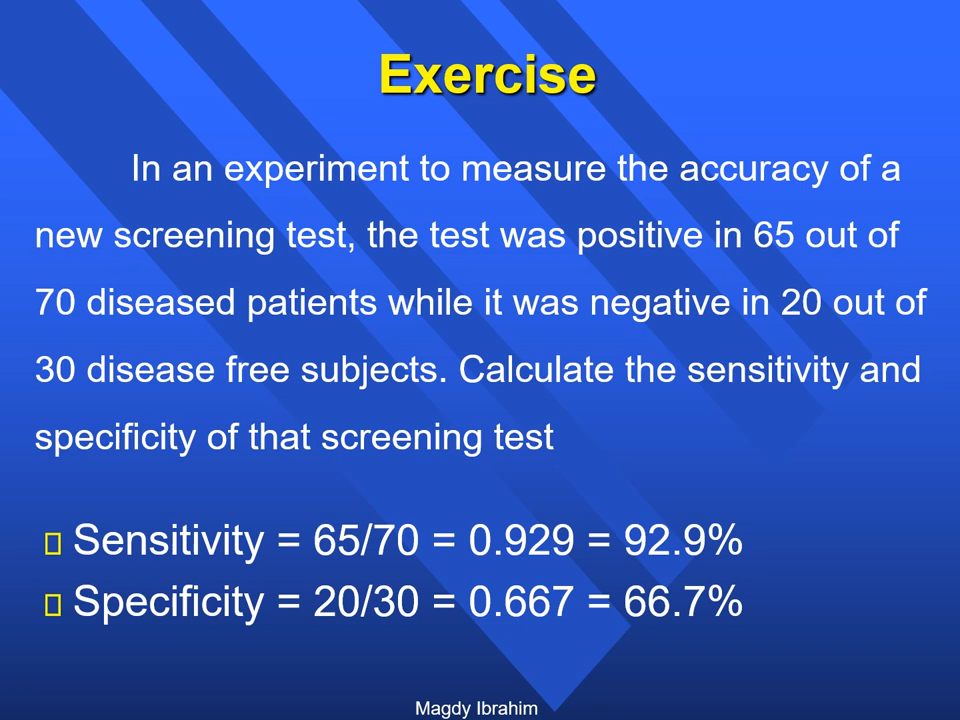 Exercise
In an experiment to measure the accuracy of a
new screening test, the test was positive in 65 out of
70 diseased patients while it was negative in 20 out of
30 disease free subjects. Calculate the sensitivity and
specificity of that screening test
Sensitivity = 65/70 = 0.929 = 92.9%
Specificity = 20/30 = 0.667 = 66.7%
Magdy Ibrahim